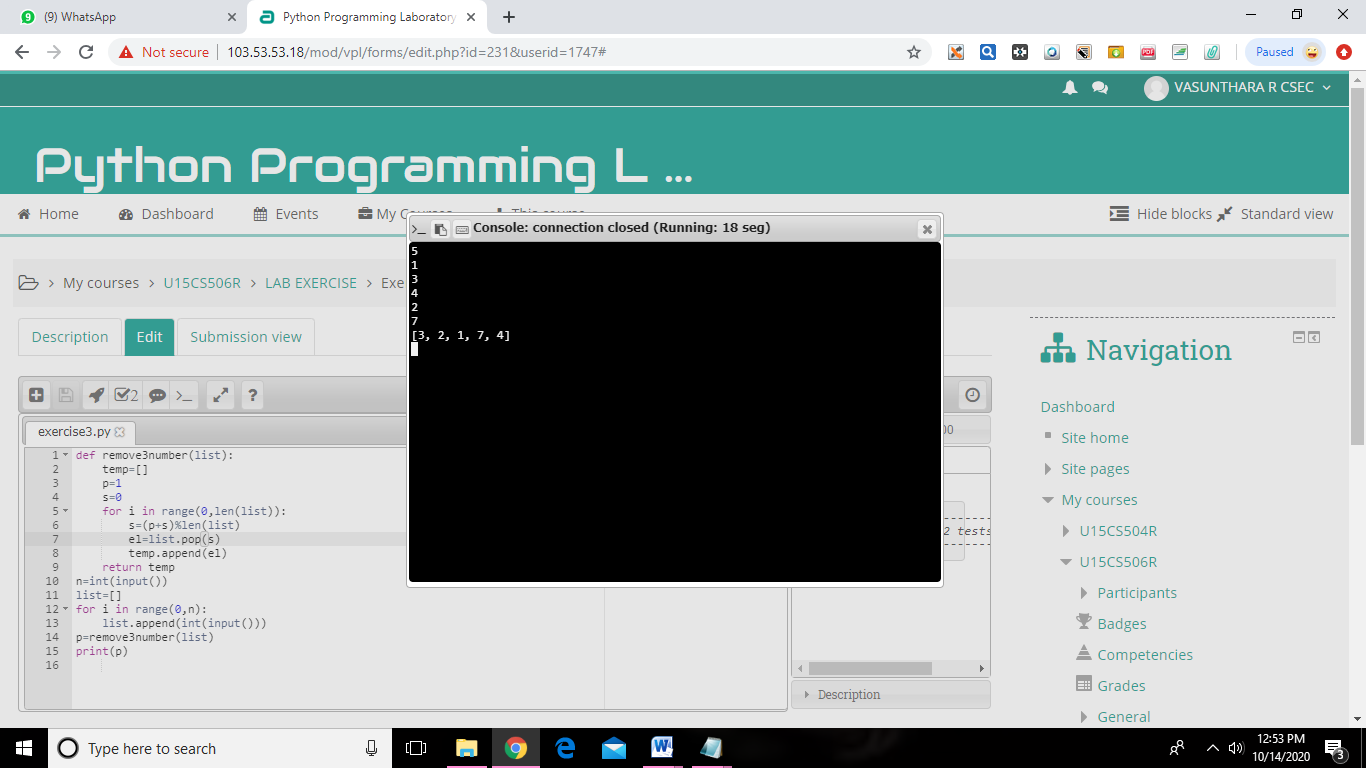 (9) WhatsApp
Python Programming Laboratory
Not secure | 103.53.53.18/mod/vpl/forms/edit.php?id=231&userid=1747#
Paused
VASUNTHARA R CSEC
Python Programming L ...
Home Dashboard Events My Courses This course Hide blocks Standard view
My courses > U15CS506R > LAB EXERCISE > Exe
Description Edit Submission view
Console: connection closed (Running: 18 seg)
5
1
3
4
2
7
[3, 2, 1, 7, 4]
2
?
exercise3.py
1 def remove3number(list):
2 temp=[]
3 p=1
4 s=0
5 for i in range(0,len(list)):
6 s=(p+s)%len(list)
7 el=list.pop(s)
8 temp.append(el)
9 return temp
10 n=int(input())
11 list=[]
12 for i in range(0,n):
13 list.append(int(input()))
14 p=remove3number(list)
15 print(p)
16
2 tests
Description
Navigation
Dashboard
Site home
Site pages
My courses
U15CS504R
U15CS506R
Participants
Badges
Competencies
Grades
General
Type here to search
12:53 PM
10/14/2020
3